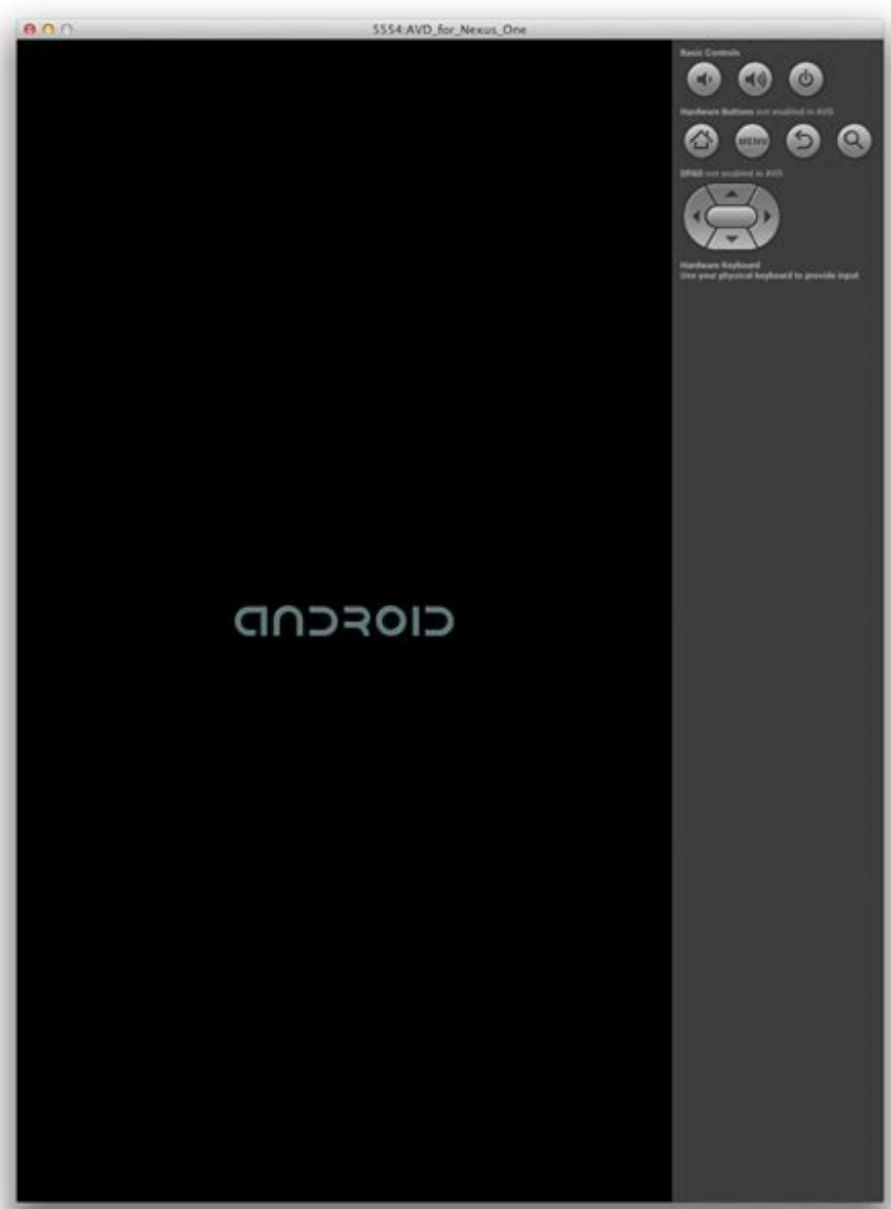 5554:AVD_for_Nexus_One
Basic Controls
Hardware Buttons not enabled in AVD
MENU
DPAD not enabled in AVD
Hardware Keyboard
Use your physical keyboard to provide input
ANDROID